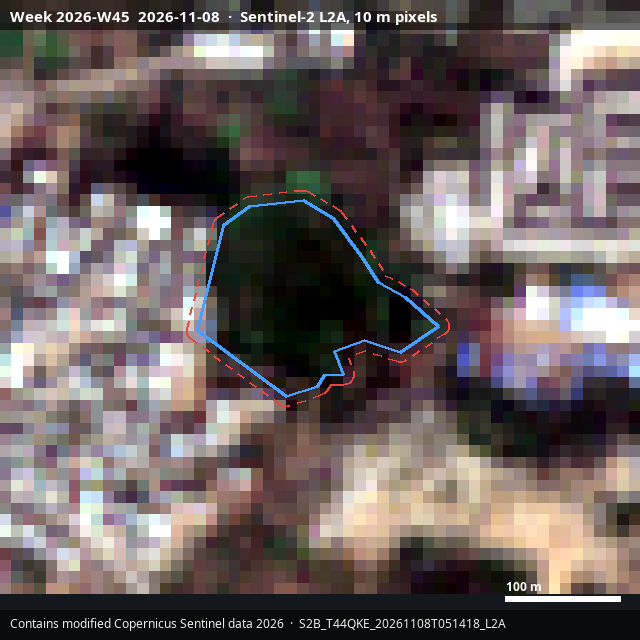 Week 2026-W45  2026-11-08  ·  Sentinel-2 L2A, 10 m pixels
100 m
Contains modified Copernicus Sentinel data 2026  ·  S2B_T44QKE_20261108T051418_L2A